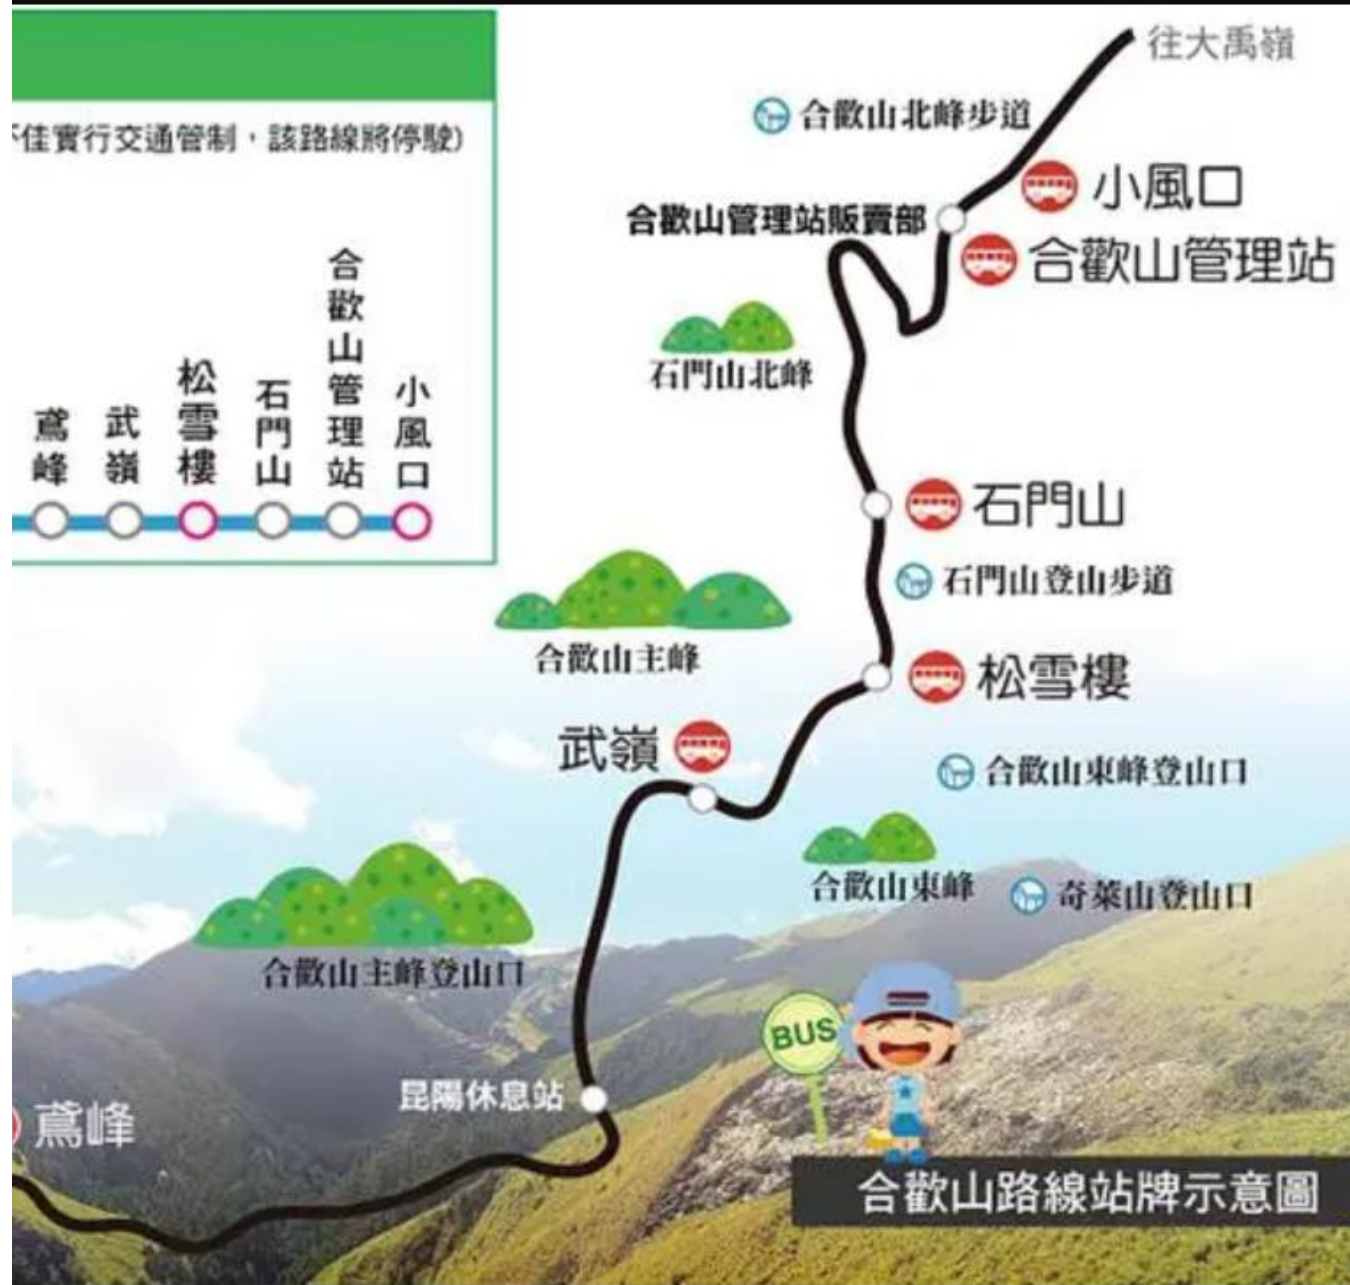 往大禹嶺
合歡山北峰步道
佳實行交通管制，該路線將停駛)
小風口
合歡山管理站販賣部
合歡山管理站
鳶峰
武嶺
松雪樓
石門山
合歡山管理站
小風口
石門山北峰
石門山
石門山登山步道
合歡山主峰
松雪樓
武嶺
合歡山東峰登山口
合歡山東峰
奇萊山登山口
合歡山主峰登山口
BUS
昆陽休息站
鳶峰
合歡山路線站牌示意圖